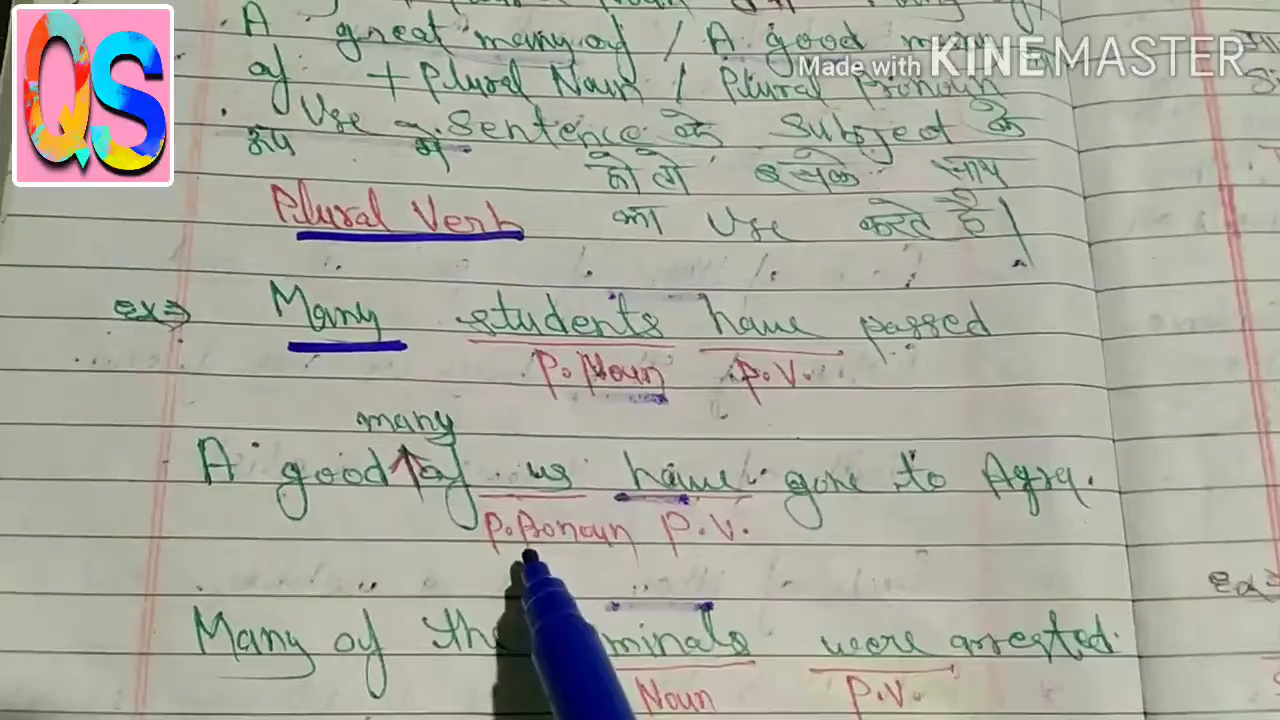 QS
A great many of / A good many
Made with KINEMASTER
of + Plural Noun / Plural Pronoun
Use sentence के Subject के
रूप में हो तो इसके साथ
Plural Verb का Use करते है|
ex⇒ Many students have passed
P. Noun P.V.
many
A good ↑ of us have gone to Agra.
P. Pronoun P.V.
Many of the minals were arrested.
Noun P.V.